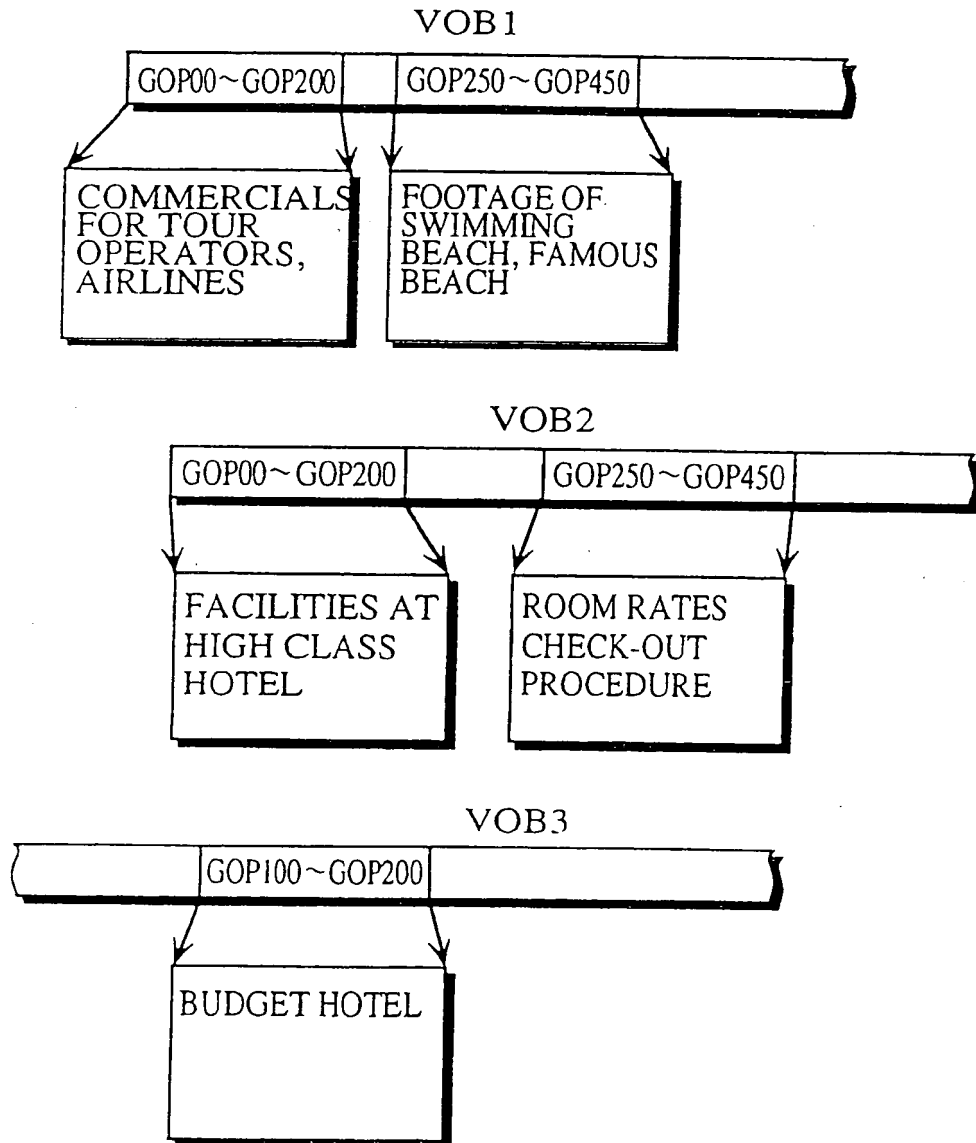 VOB1
GOP00~GOP200
GOP250~GOP450
COMMERCIALS
FOR TOUR
OPERATORS,
AIRLINES
FOOTAGE OF
SWIMMING
BEACH, FAMOUS
BEACH
VOB2
GOP00~GOP200
GOP250~GOP450
FACILITIES AT
HIGH CLASS
HOTEL
ROOM RATES
CHECK-OUT
PROCEDURE
VOB3
GOP100~GOP200
BUDGET HOTEL